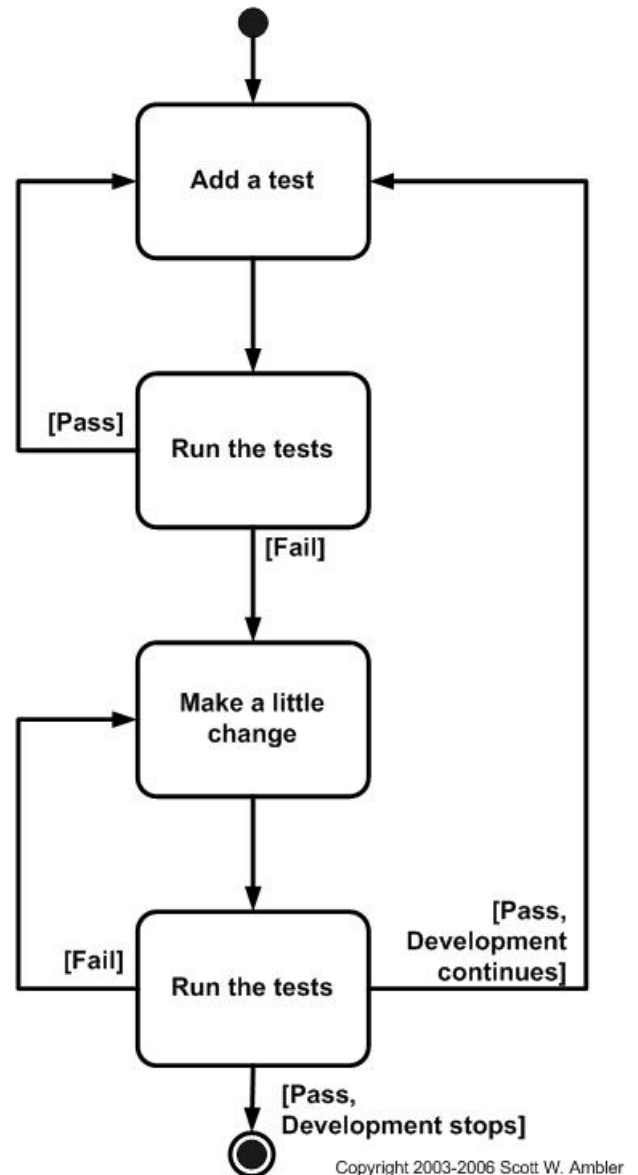 Add a test
[Pass]
Run the tests
[Fail]
Make a little
change
[Pass,
Development
continues]
[Fail]
Run the tests
[Pass,
Development stops]
Copyright 2003-2006 Scott W. Ambler